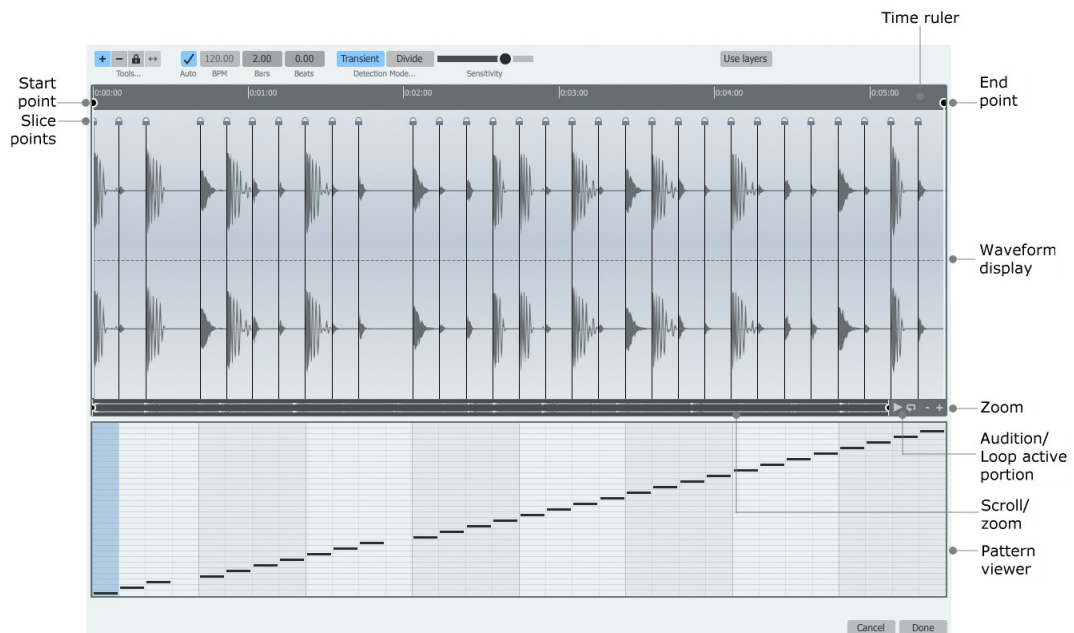 Time ruler
+ − ↔ ✓ 120.00 2.00 0.00 Transient Divide Use layers
Tools... Auto BPM Bars Beats Detection Mode... Sensitivity
Start
point
End
point
0:00:00 0:01:00 0:02:00 0:03:00 0:04:00 0:05:00
Slice
points
Waveform
display
- +
Zoom
Audition/
Loop active
portion
Scroll/
zoom
Pattern
viewer
Cancel Done